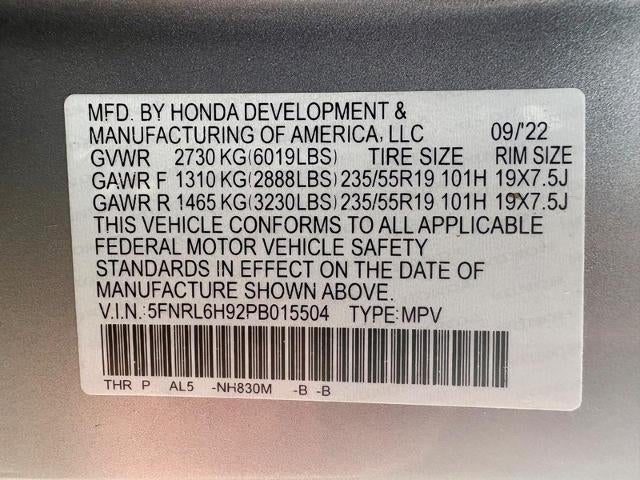 MFD. BY HONDA DEVELOPMENT &
MANUFACTURING OF AMERICA, LLC 09/'22
GVWR 2730 KG(6019LBS) TIRE SIZE RIM SIZE
GAWR F 1310 KG(2888LBS) 235/55R19 101H 19X7.5J
GAWR R 1465 KG(3230LBS) 235/55R19 101H 19X7.5J
THIS VEHICLE CONFORMS TO ALL APPLICABLE
FEDERAL MOTOR VEHICLE SAFETY
STANDARDS IN EFFECT ON THE DATE OF
MANUFACTURE SHOWN ABOVE.
V.I.N.:5FNRL6H92PB015504 TYPE:MPV
THR P AL5 -NH830M -B -B